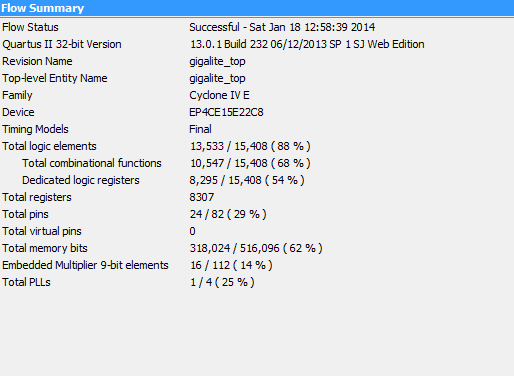 Flow Summary
Flow Status Successful - Sat Jan 18 12:58:39 2014
Quartus II 32-bit Version 13.0.1 Build 232 06/12/2013 SP 1 SJ Web Edition
Revision Name gigalite_top
Top-level Entity Name gigalite_top
Family Cyclone IV E
Device EP4CE15E22C8
Timing Models Final
Total logic elements 13,533 / 15,408 ( 88 % )
Total combinational functions 10,547 / 15,408 ( 68 % )
Dedicated logic registers 8,295 / 15,408 ( 54 % )
Total registers 8307
Total pins 24 / 82 ( 29 % )
Total virtual pins 0
Total memory bits 318,024 / 516,096 ( 62 % )
Embedded Multiplier 9-bit elements 16 / 112 ( 14 % )
Total PLLs 1 / 4 ( 25 % )